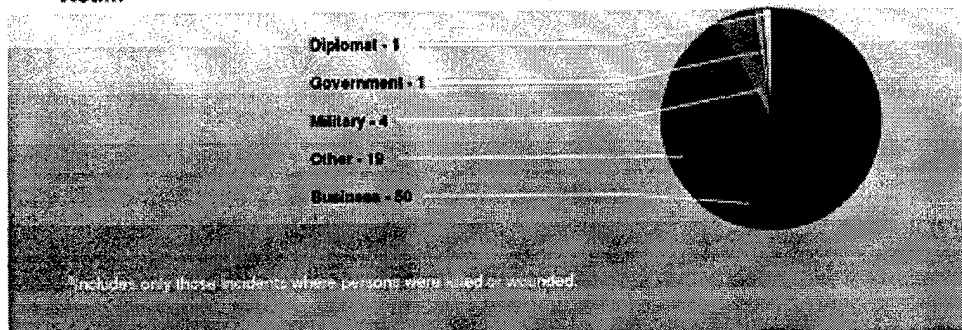 Diplomat - 1
Government - 1
Military - 4
Other - 19
Business - 50
Includes only those incidents where persons were killed or wounded.